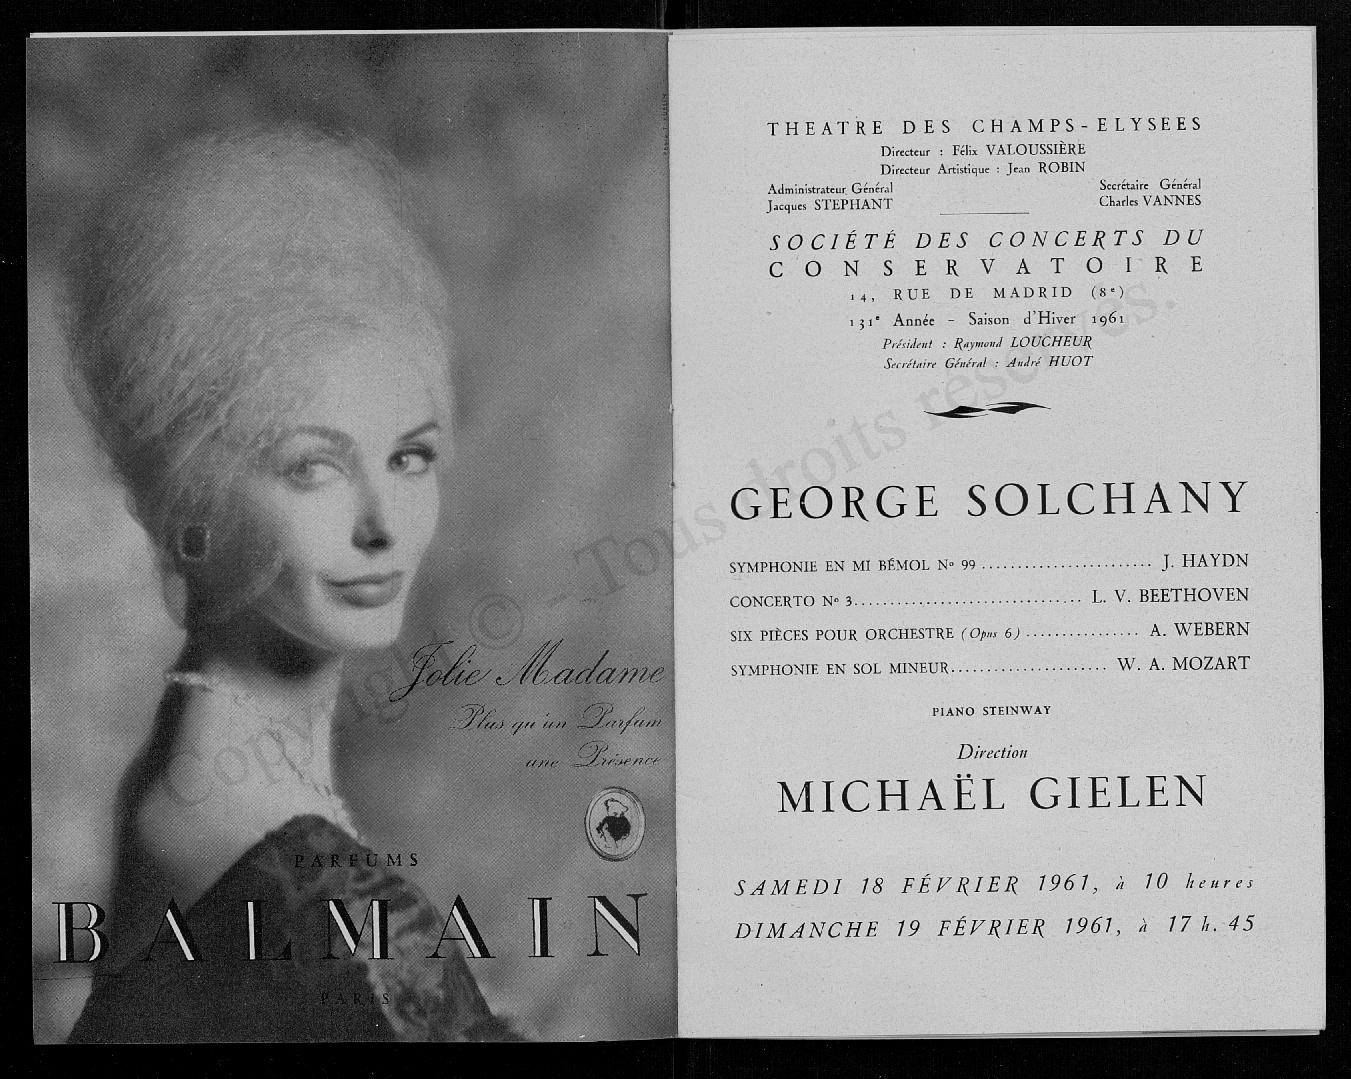 Jolie Madame
Plus qu'un Parfum
une Présence
PARFUMS
BALMAIN
PARIS
THEATRE DES CHAMPS-ELYSEES
Directeur : Félix VALOUSSIÈRE
Directeur Artistique : Jean ROBIN
Administrateur Général
Jacques STEPHANT
Secrétaire Général
Charles VANNES
SOCIÉTÉ DES CONCERTS DU
CONSERVATOIRE
14, RUE DE MADRID (8e)
131e Année - Saison d'Hiver 1961
Président : Raymond LOUCHEUR
Secrétaire Général : André HUOT
GEORGE SOLCHANY
SYMPHONIE EN MI BÉMOL No 99 ........................ J. HAYDN
CONCERTO No 3................................ L. V. BEETHOVEN
SIX PIÈCES POUR ORCHESTRE (Opus 6) ................ A. WEBERN
SYMPHONIE EN SOL MINEUR...................... W. A. MOZART
PIANO STEINWAY
Direction
MICHAËL GIELEN
SAMEDI 18 FÉVRIER 1961, à 10 heures
DIMANCHE 19 FÉVRIER 1961, à 17 h. 45
Copyright © - Tous droits réservés.